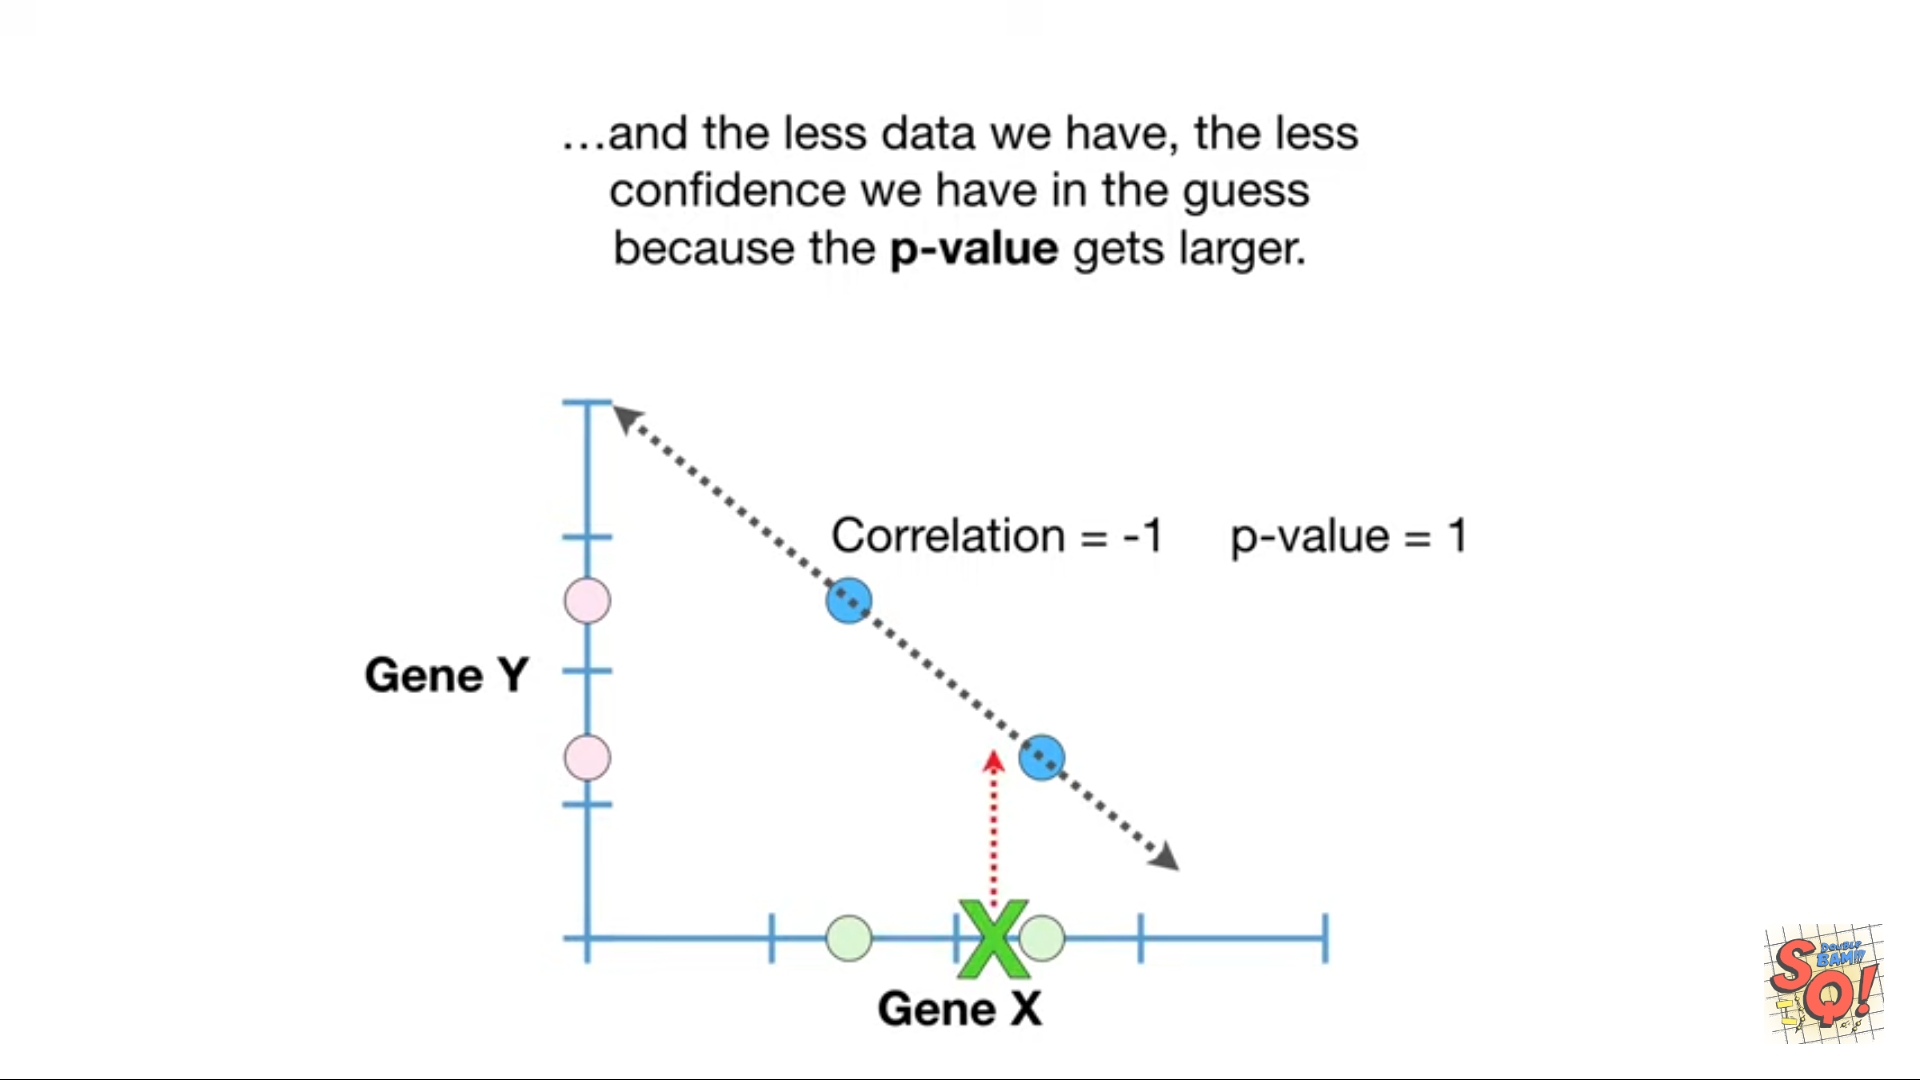 ...and the less data we have, the less
confidence we have in the guess
because the p-value gets larger.
Correlation = -1 p-value = 1
Gene Y
X
Gene X
SQ!
DOUBLE
BAM!!